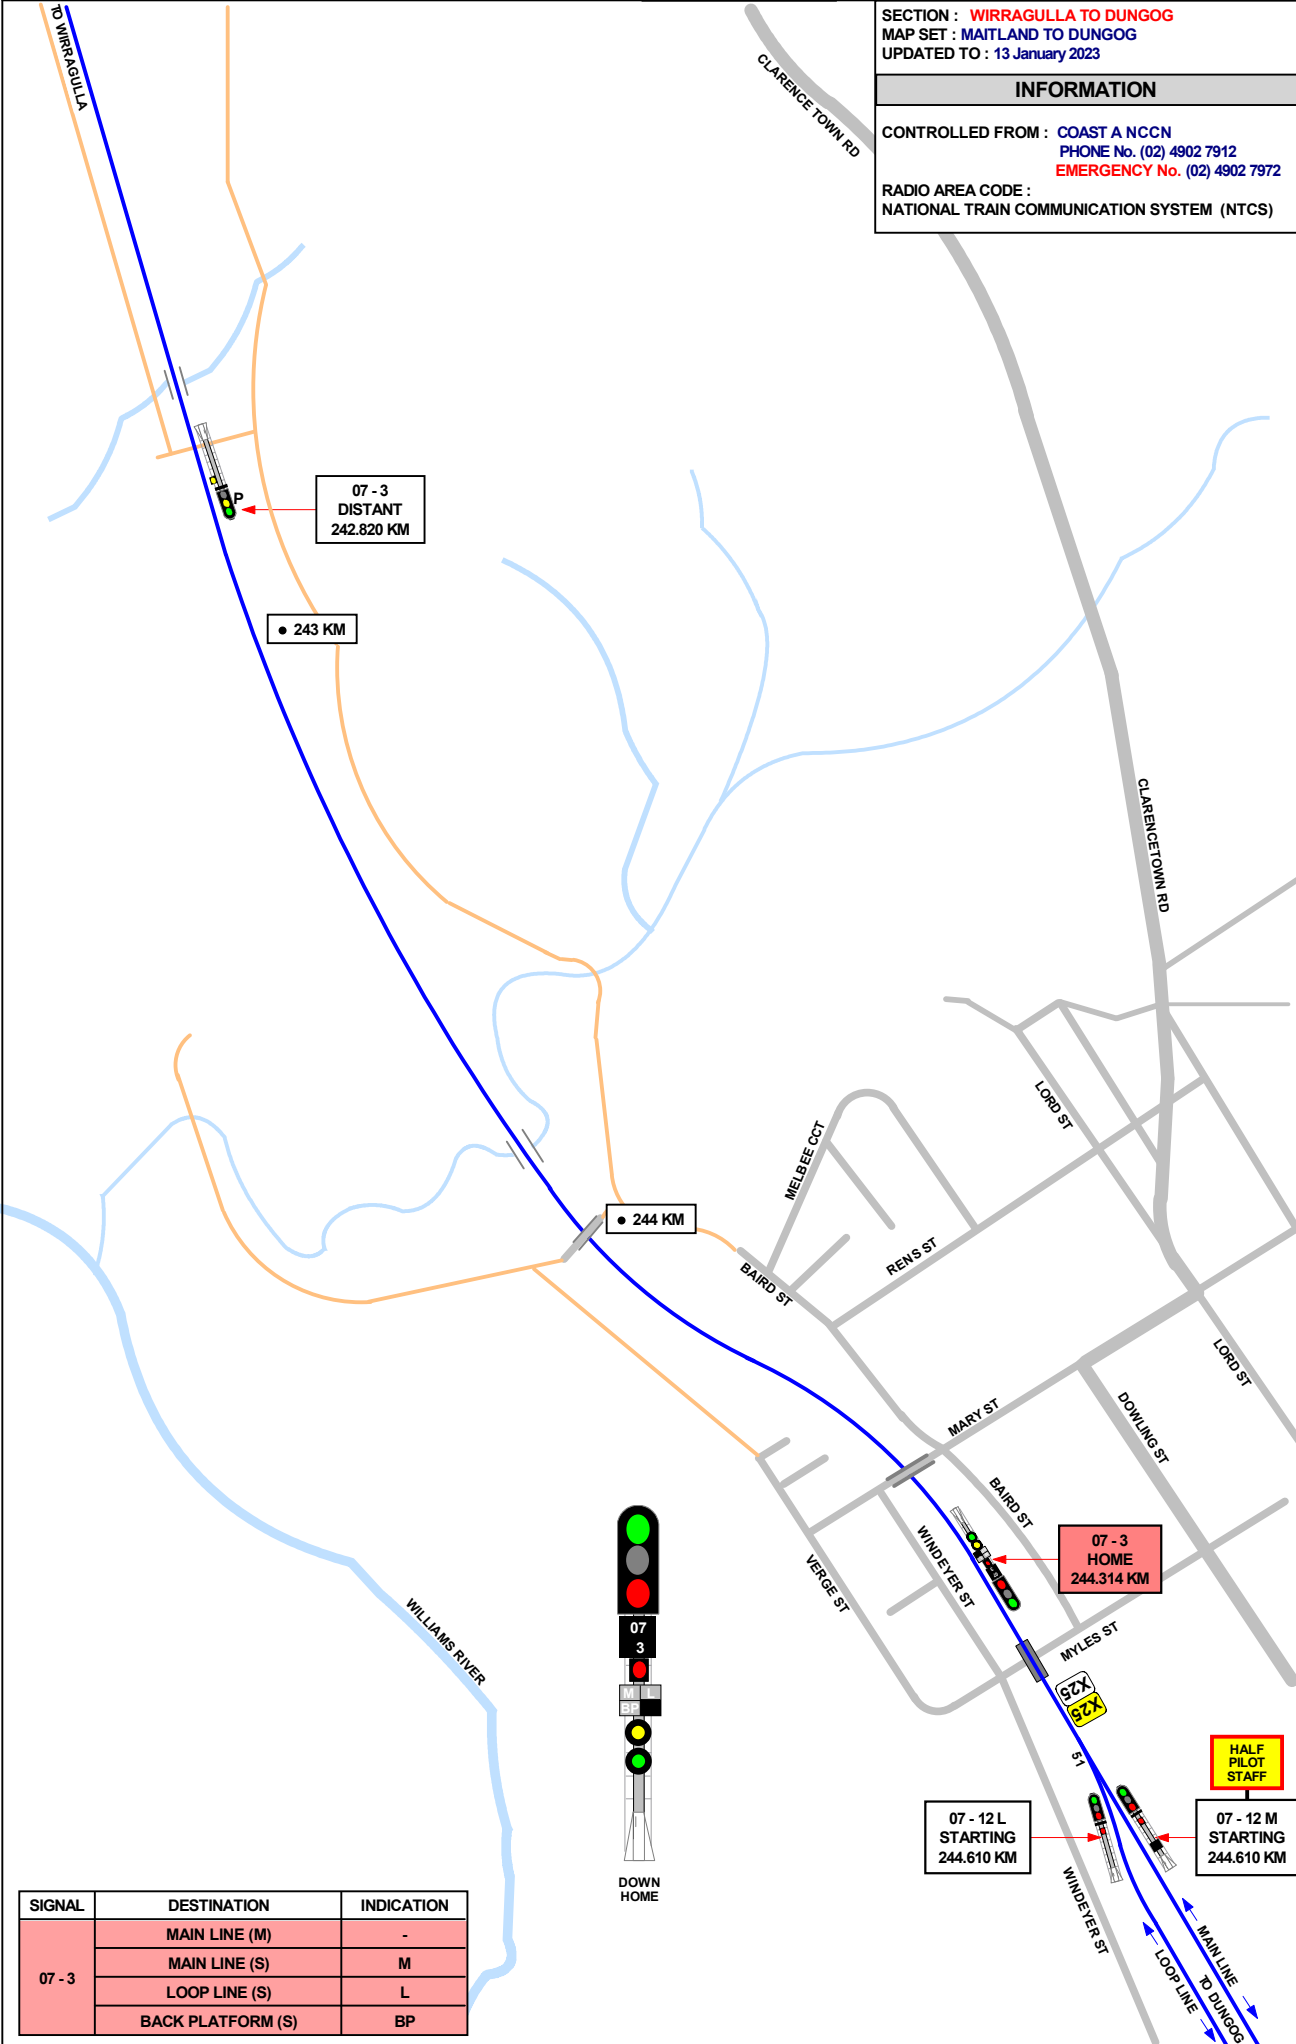 SECTION : WIRRAGULLA TO DUNGOG
MAP SET : MAITLAND TO DUNGOG
UPDATED TO : 13 January 2023
INFORMATION
CONTROLLED FROM : COAST A NCCN
PHONE No. (02) 4902 7912
EMERGENCY No. (02) 4902 7972
RADIO AREA CODE :
NATIONAL TRAIN COMMUNICATION SYSTEM (NTCS)
TO WIRRAGULLA
CLARENCE TOWN RD
P
07 - 3
DISTANT
242.820 KM
• 243 KM
CLARENCETOWN RD
LORD ST
MELBEE CCT
• 244 KM
RENS ST
BAIRD ST
LORD ST
MARY ST
DOWLING ST
BAIRD ST
WINDEYER ST
VERGE ST
07 - 3
HOME
244.314 KM
MYLES ST
WILLIAMS RIVER
07
3
M L
BP
DOWN
HOME
X25
X25
51
HALF
PILOT
STAFF
07 - 12 L
STARTING
244.610 KM
07 - 12 M
STARTING
244.610 KM
WINDEYER ST
MAIN LINE
LOOP LINE
TO DUNGOG
SIGNAL DESTINATION INDICATION
07 - 3
MAIN LINE (M) -
MAIN LINE (S) M
LOOP LINE (S) L
BACK PLATFORM (S) BP